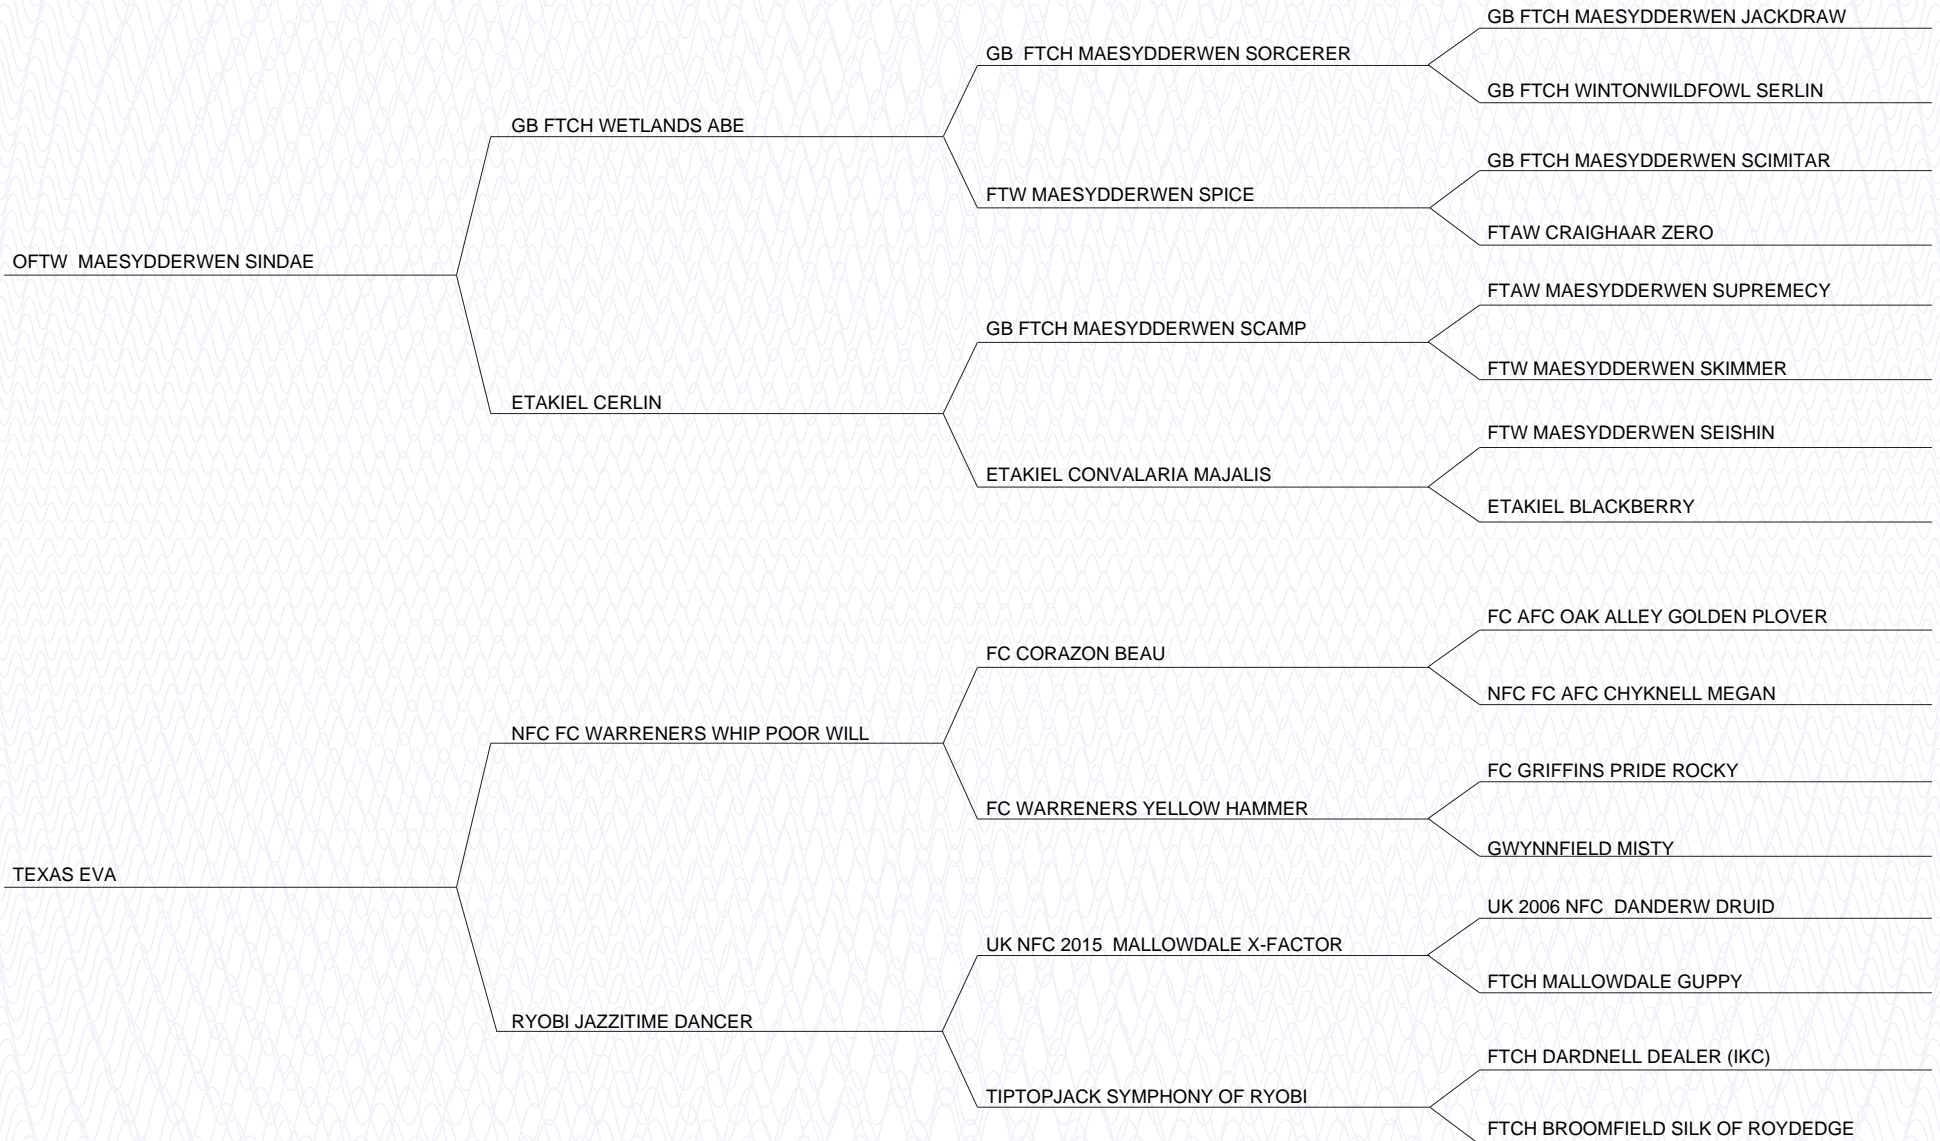 GB FTCH MAESYDDERWEN JACKDRAW
GB  FTCH MAESYDDERWEN SORCERER
GB FTCH WINTONWILDFOWL SERLIN
GB FTCH WETLANDS ABE
GB FTCH MAESYDDERWEN SCIMITAR
FTW MAESYDDERWEN SPICE
FTAW CRAIGHAAR ZERO
OFTW  MAESYDDERWEN SINDAE
FTAW MAESYDDERWEN SUPREMECY
GB FTCH MAESYDDERWEN SCAMP
FTW MAESYDDERWEN SKIMMER
ETAKIEL CERLIN
FTW MAESYDDERWEN SEISHIN
ETAKIEL CONVALARIA MAJALIS
ETAKIEL BLACKBERRY
FC AFC OAK ALLEY GOLDEN PLOVER
FC CORAZON BEAU
NFC FC AFC CHYKNELL MEGAN
NFC FC WARRENERS WHIP POOR WILL
FC GRIFFINS PRIDE ROCKY
FC WARRENERS YELLOW HAMMER
GWYNNFIELD MISTY
TEXAS EVA
UK 2006 NFC  DANDERW DRUID
UK NFC 2015  MALLOWDALE X-FACTOR
FTCH MALLOWDALE GUPPY
RYOBI JAZZITIME DANCER
FTCH DARDNELL DEALER (IKC)
TIPTOPJACK SYMPHONY OF RYOBI
FTCH BROOMFIELD SILK OF ROYDEDGE